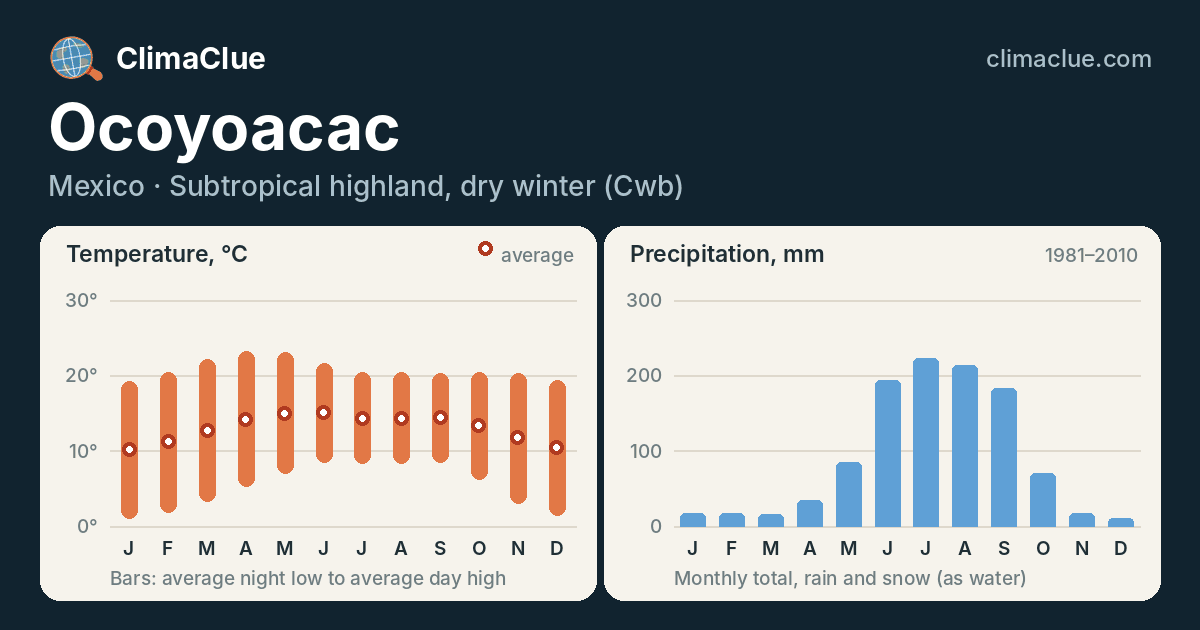 ClimaClue
climaclue.com
Ocoyoacac
Mexico · Subtropical highland, dry winter (Cwb)
Temperature, °C
average
30°
20°
10°
0°
J F M A M J J A S O N D
Bars: average night low to average day high
Precipitation, mm
1981–2010
300
200
100
0
J F M A M J J A S O N D
Monthly total, rain and snow (as water)